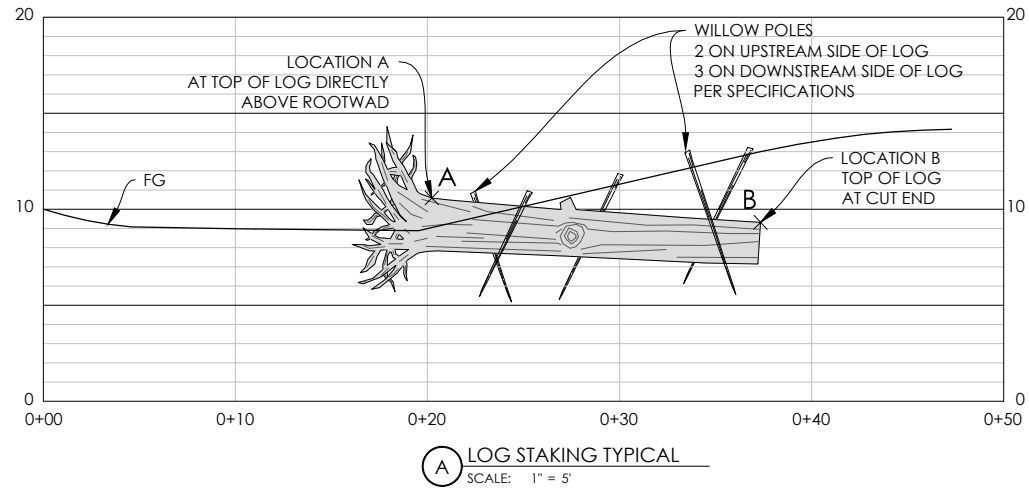 20
20
WILLOW POLES
2 ON UPSTREAM SIDE OF LOG
3 ON DOWNSTREAM SIDE OF LOG
PER SPECIFICATIONS
LOCATION A
AT TOP OF LOG DIRECTLY
ABOVE ROOTWAD
LOCATION B
TOP OF LOG
AT CUT END
FG
A
B
10
10
0
0
0+00
0+10
0+20
0+30
0+40
0+50
A
LOG STAKING TYPICAL
SCALE: 1" = 5'